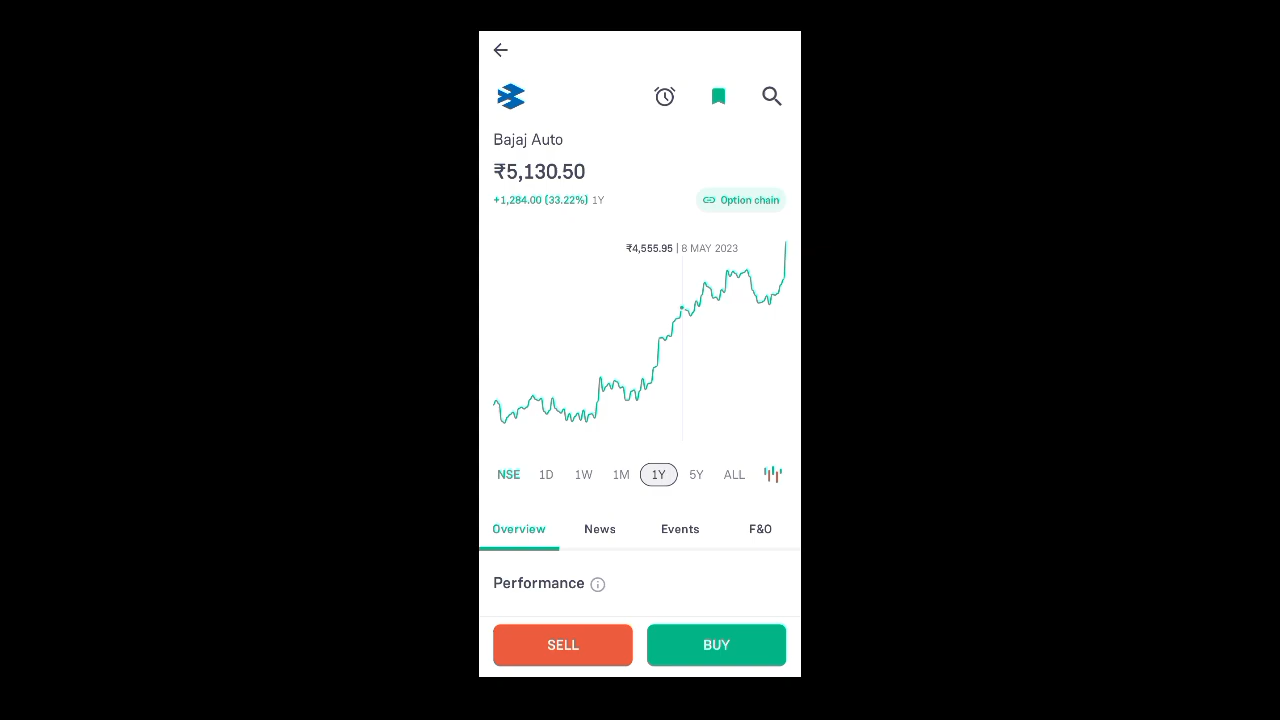 Bajaj Auto
₹5,130.50
+1,284.00 (33.22%) 1Y
Option chain
₹4,555.95 | 8 MAY 2023
NSE 1D 1W 1M 1Y 5Y ALL
Overview News Events F&O
Performance
SELL BUY